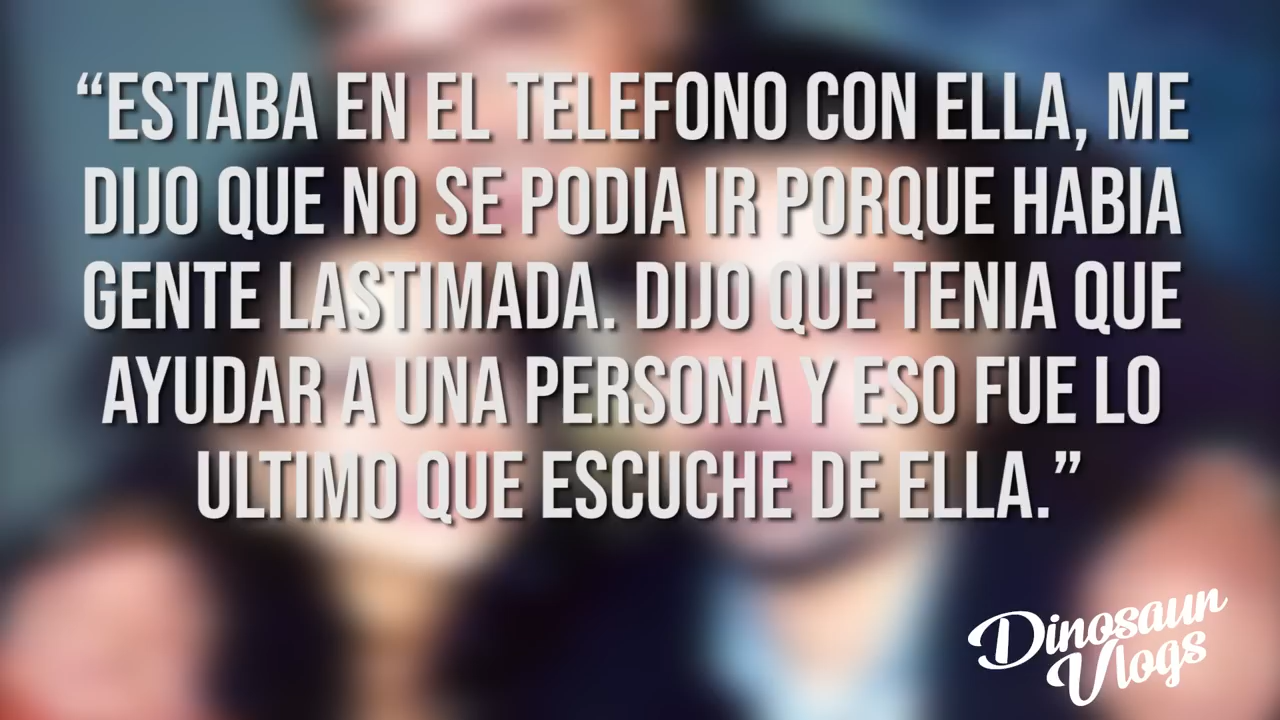 “ESTABA EN EL TELEFONO CON ELLA, ME
DIJO QUE NO SE PODIA IR PORQUE HABIA
GENTE LASTIMADA. DIJO QUE TENIA QUE
AYUDAR A UNA PERSONA Y ESO FUE LO
ULTIMO QUE ESCUCHE DE ELLA.”
Dinosaur
Vlogs